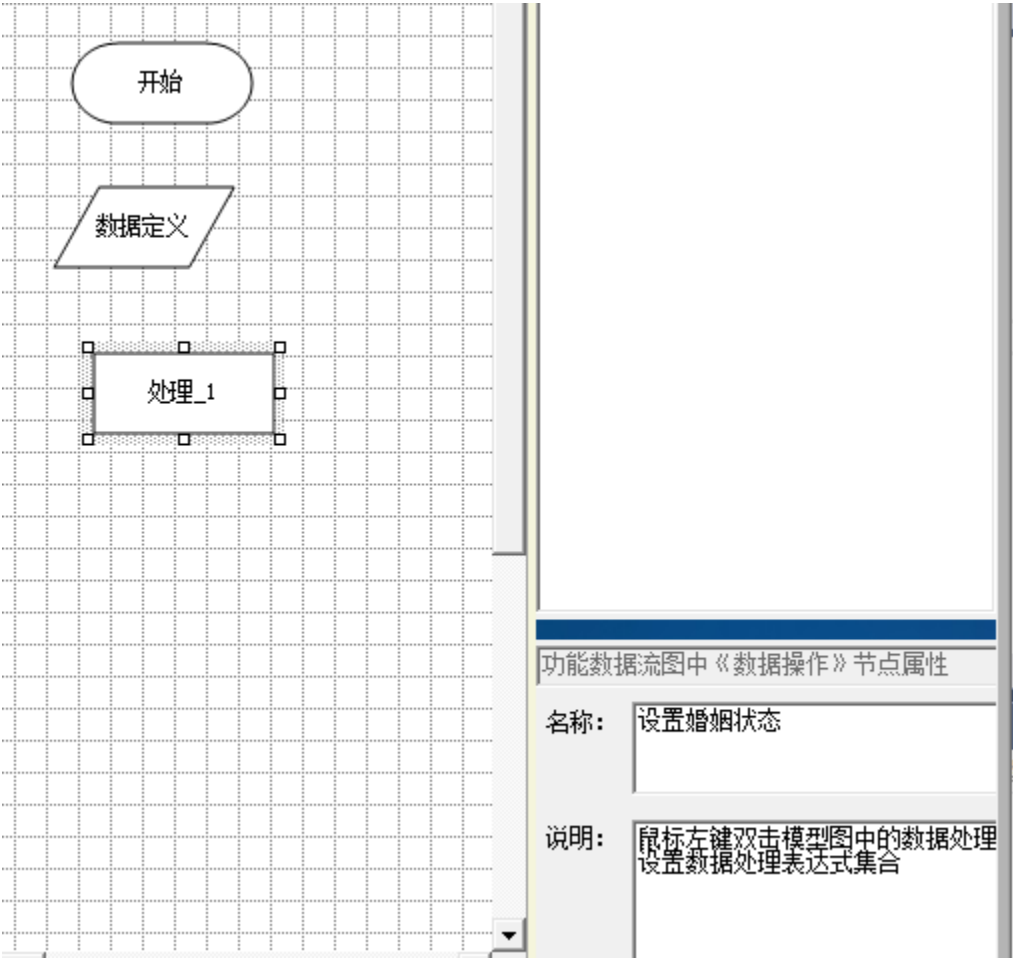 开始
数据定义
处理_1
功能数据流图中《数据操作》节点属性
名称：
设置婚姻状态
说明：
鼠标左键双击模型图中的数据处理
设置数据处理表达式集合